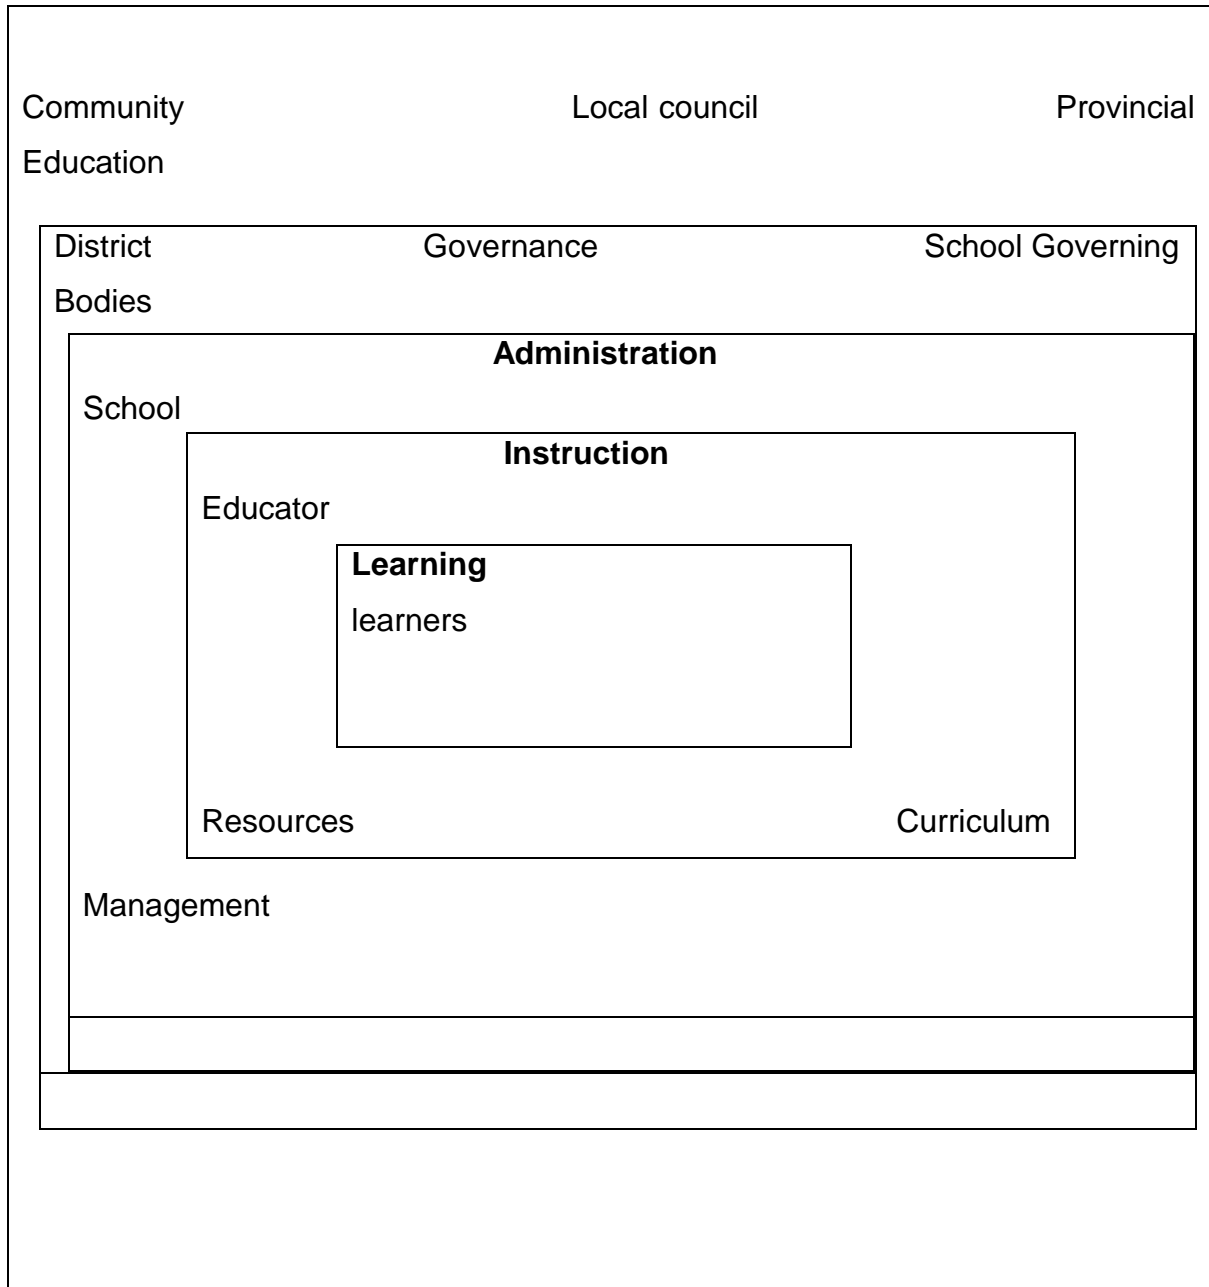 Community Local council Provincial
Education
District Governance School Governing
Bodies
Administration
School
Instruction
Educator
Learning
learners
Resources Curriculum
Management